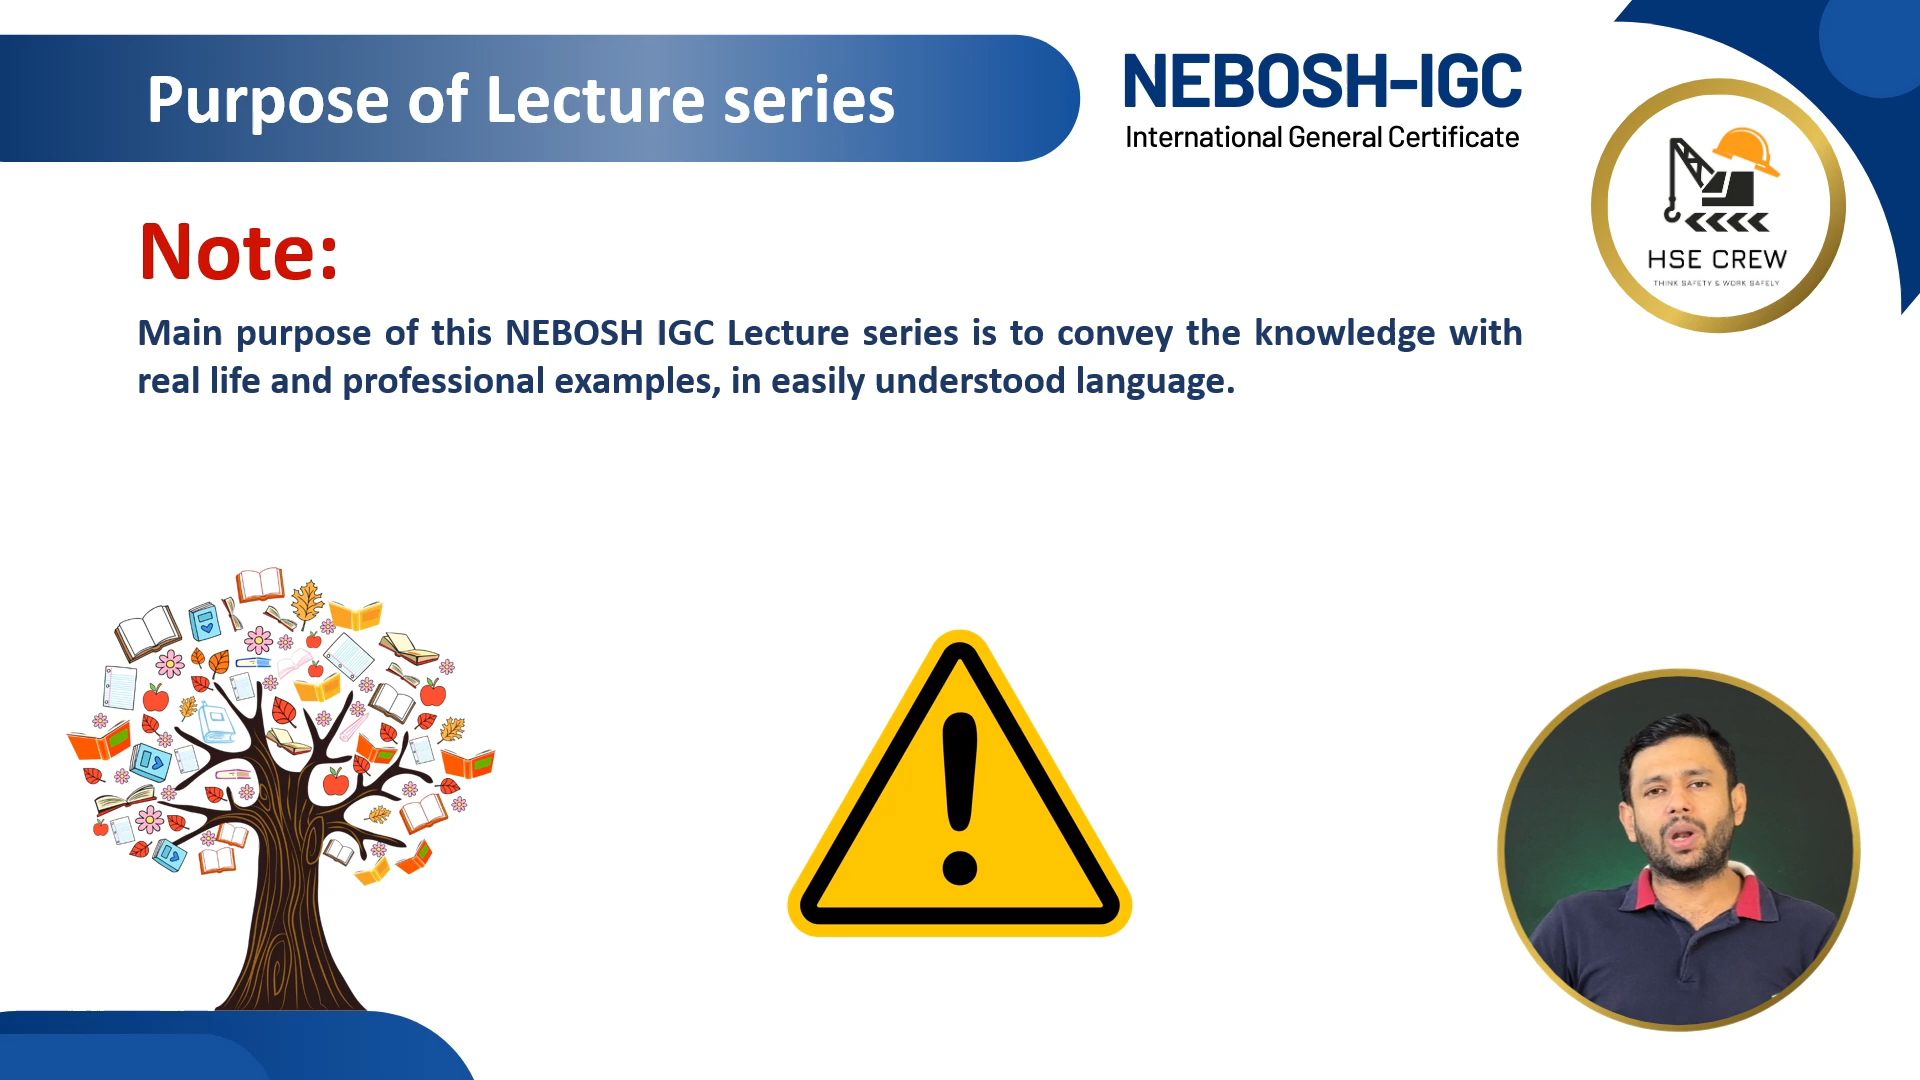 Purpose of Lecture series
NEBOSH-IGC
International General Certificate
HSE CREW
THINK SAFETY & WORK SAFELY
Note:
Main purpose of this NEBOSH IGC Lecture series is to convey the knowledge with
real life and professional examples, in easily understood language.